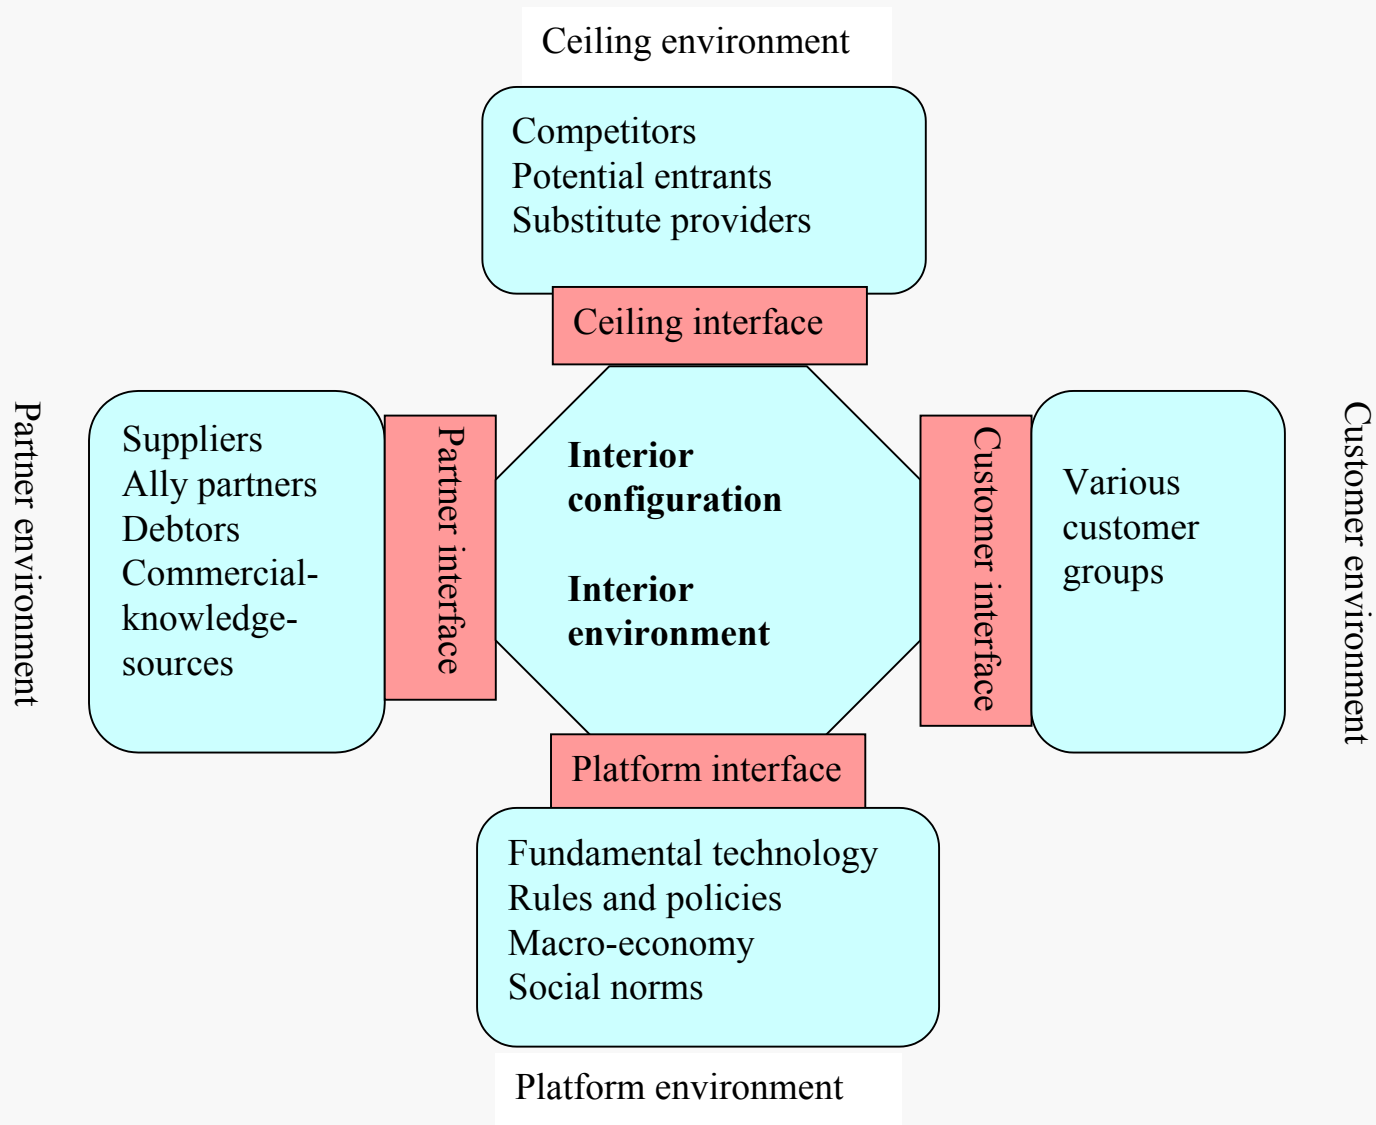 Ceiling environment
Competitors
Potential entrants
Substitute providers
Ceiling interface
Partner environment
Suppliers
Ally partners
Debtors
Commercial-
knowledge-
sources
Partner interface
Interior
configuration
Interior
environment
Customer interface
Various
customer
groups
Customer environment
Platform interface
Fundamental technology
Rules and policies
Macro-economy
Social norms
Platform environment